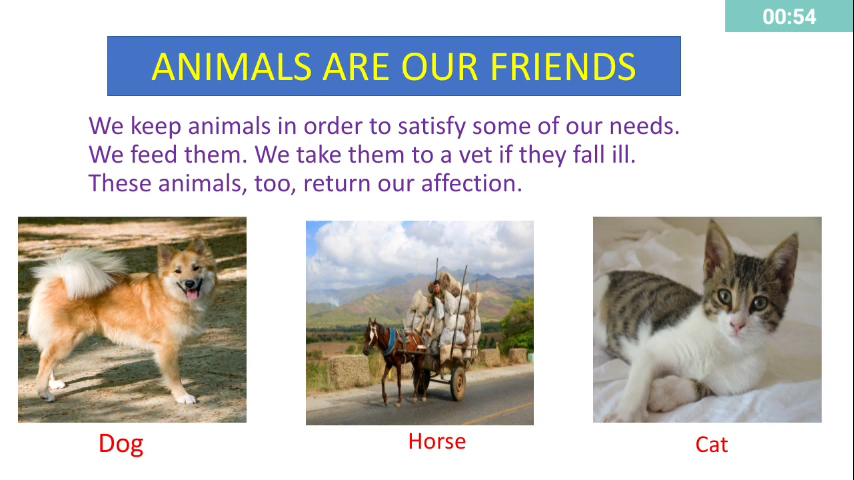 00:54
ANIMALS ARE OUR FRIENDS
We keep animals in order to satisfy some of our needs.
We feed them. We take them to a vet if they fall ill.
These animals, too, return our affection.
Dog
Horse
Cat